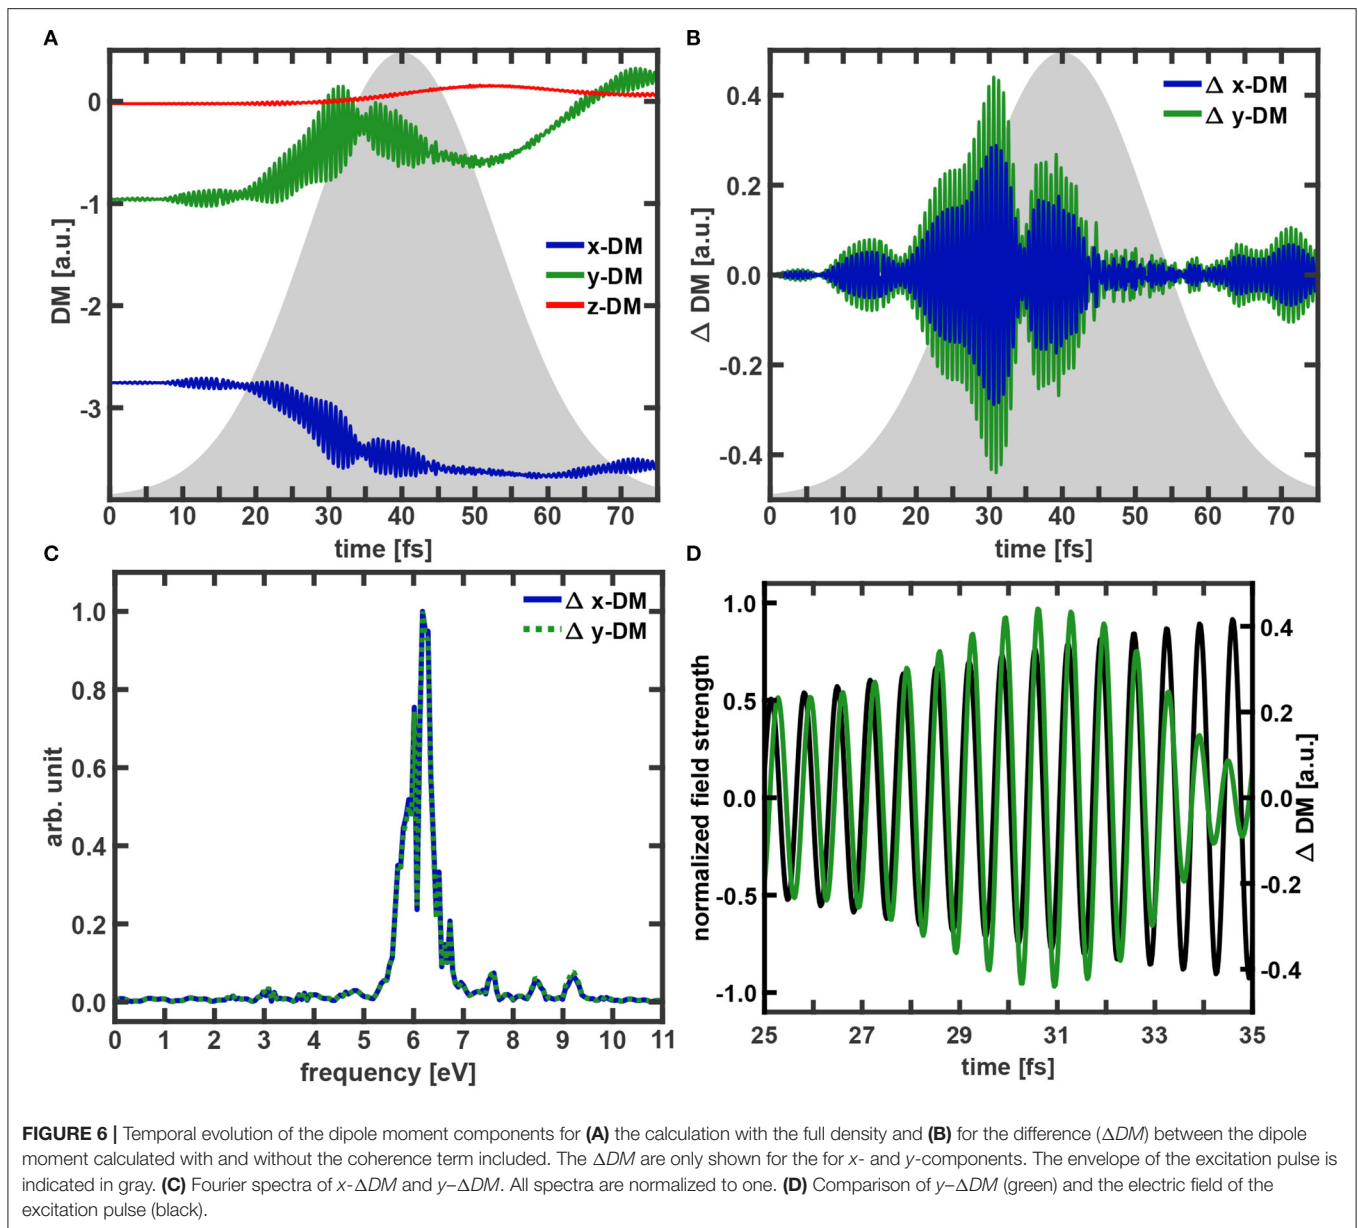 A
0
-1
-2
-3
DM [a.u.]
x-DM
y-DM
z-DM
0 10 20 30 40 50 60 70
time [fs]
B
0.4
0.2
0.0
-0.2
-0.4
Δ DM [a.u.]
Δ x-DM
Δ y-DM
0 10 20 30 40 50 60 70
time [fs]
C
1.0
0.8
0.6
0.4
0.2
0.0
arb. unit
Δ x-DM
Δ y-DM
0 1 2 3 4 5 6 7 8 9 10 11
frequency [eV]
D
1.0
0.5
0.0
-0.5
-1.0
normalized field strength
0.4
0.2
0.0
-0.2
-0.4
Δ DM [a.u.]
25 27 29 31 33 35
time [fs]
FIGURE 6 | Temporal evolution of the dipole moment components for (A) the calculation with the full density and (B) for the difference (ΔDM) between the dipole
moment calculated with and without the coherence term included. The ΔDM are only shown for the for x- and y-components. The envelope of the excitation pulse is
indicated in gray. (C) Fourier spectra of x-ΔDM and y–ΔDM. All spectra are normalized to one. (D) Comparison of y–ΔDM (green) and the electric field of the
excitation pulse (black).